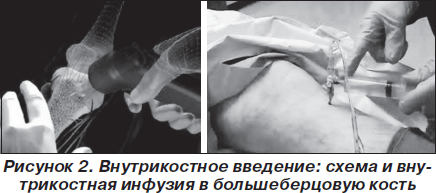 Рисунок 2. Внутрикостное введение: схема и вну-
трикостная инфузия в большеберцовую кость